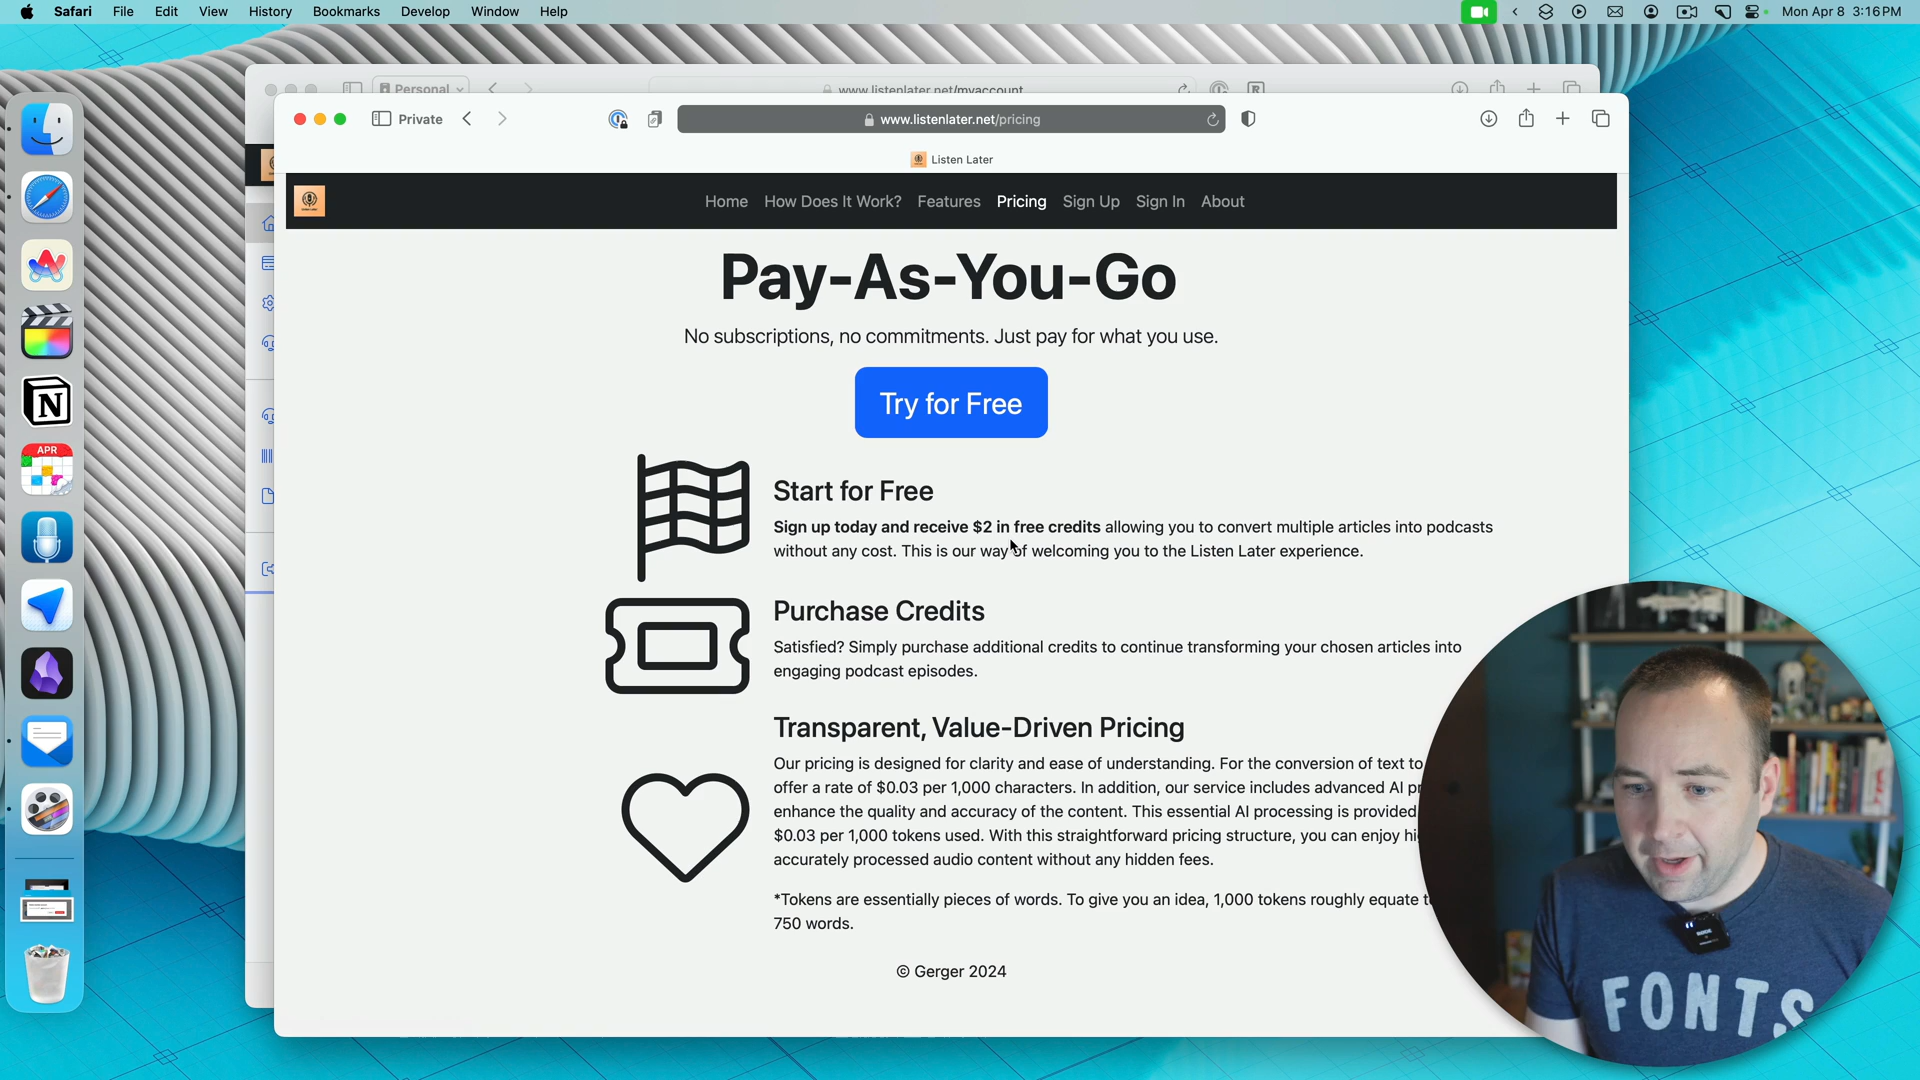 Safari File Edit View History Bookmarks Develop Window Help
Mon Apr 8 3:16 PM
Personal
www.listenlater.net/myaccount
Private
www.listenlater.net/pricing
Listen Later
Home How Does It Work? Features Pricing Sign Up Sign In About
Pay-As-You-Go
No subscriptions, no commitments. Just pay for what you use.
Try for Free
Start for Free
Sign up today and receive $2 in free credits allowing you to convert multiple articles into podcasts
without any cost. This is our way of welcoming you to the Listen Later experience.
Purchase Credits
Satisfied? Simply purchase additional credits to continue transforming your chosen articles into
engaging podcast episodes.
Transparent, Value-Driven Pricing
Our pricing is designed for clarity and ease of understanding. For the conversion of text to
offer a rate of $0.03 per 1,000 characters. In addition, our service includes advanced AI
enhance the quality and accuracy of the content. This essential AI processing is provided
$0.03 per 1,000 tokens used. With this straightforward pricing structure, you can enjoy
accurately processed audio content without any hidden fees.
*Tokens are essentially pieces of words. To give you an idea, 1,000 tokens roughly equate
750 words.
© Gerger 2024
APR
FONTS